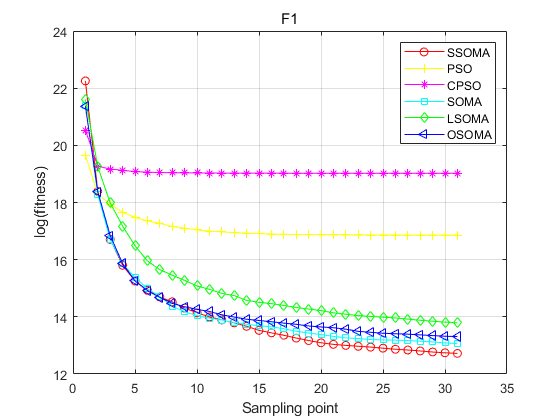 F1
24
22
20
18
16
14
12
log(fitness)
SSOMA
PSO
CPSO
SOMA
LSOMA
OSOMA
0 5 10 15 20 25 30 35
Sampling point